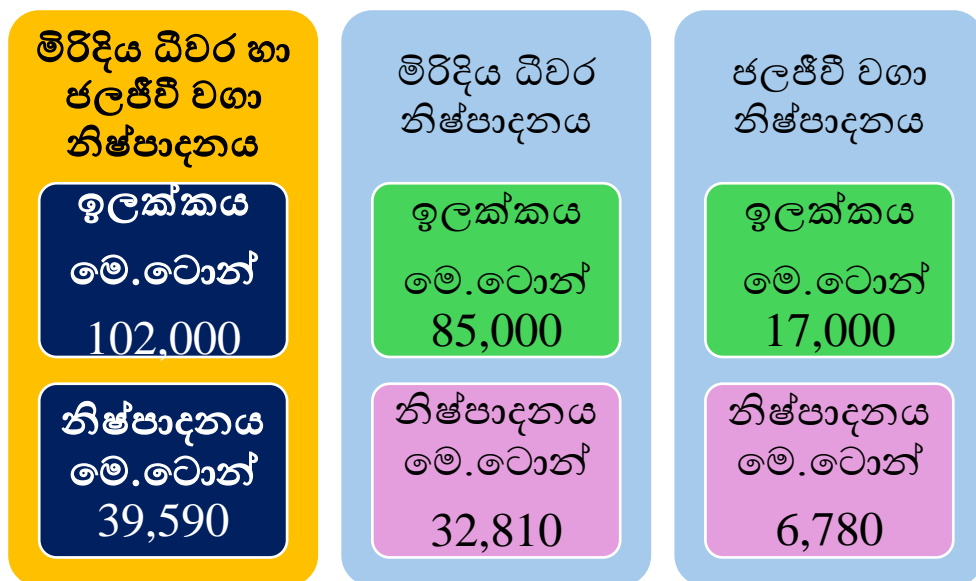 මිරිදිය ධීවර හා
ජලජීවී වගා
නිෂ්පාදනය
ඉලක්කය
මෙ.ටොන්
102,000
නිෂ්පාදනය
මෙ.ටොන්
39,590
මිරිදිය ධීවර
නිෂ්පාදනය
ඉලක්කය
මෙ.ටොන්
85,000
නිෂ්පාදනය
මෙ.ටොන්
32,810
ජලජීවී වගා
නිෂ්පාදනය
ඉලක්කය
මෙ.ටොන්
17,000
නිෂ්පාදනය
මෙ.ටොන්
6,780